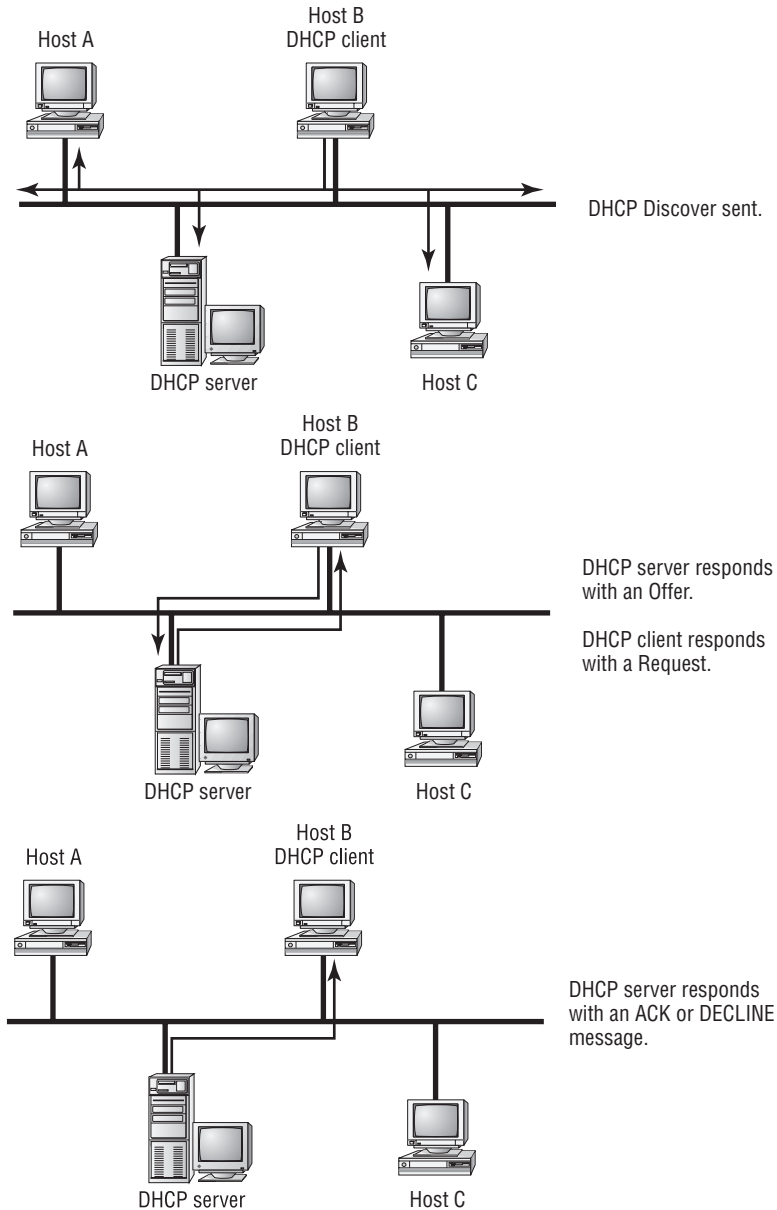 Host B
DHCP client
Host A
DHCP Discover sent.
DHCP server
Host C
Host B
DHCP client
Host A
DHCP server responds
with an Offer.
DHCP client responds
with a Request.
DHCP server
Host C
Host B
DHCP client
Host A
DHCP server responds
with an ACK or DECLINE
message.
DHCP server
Host C